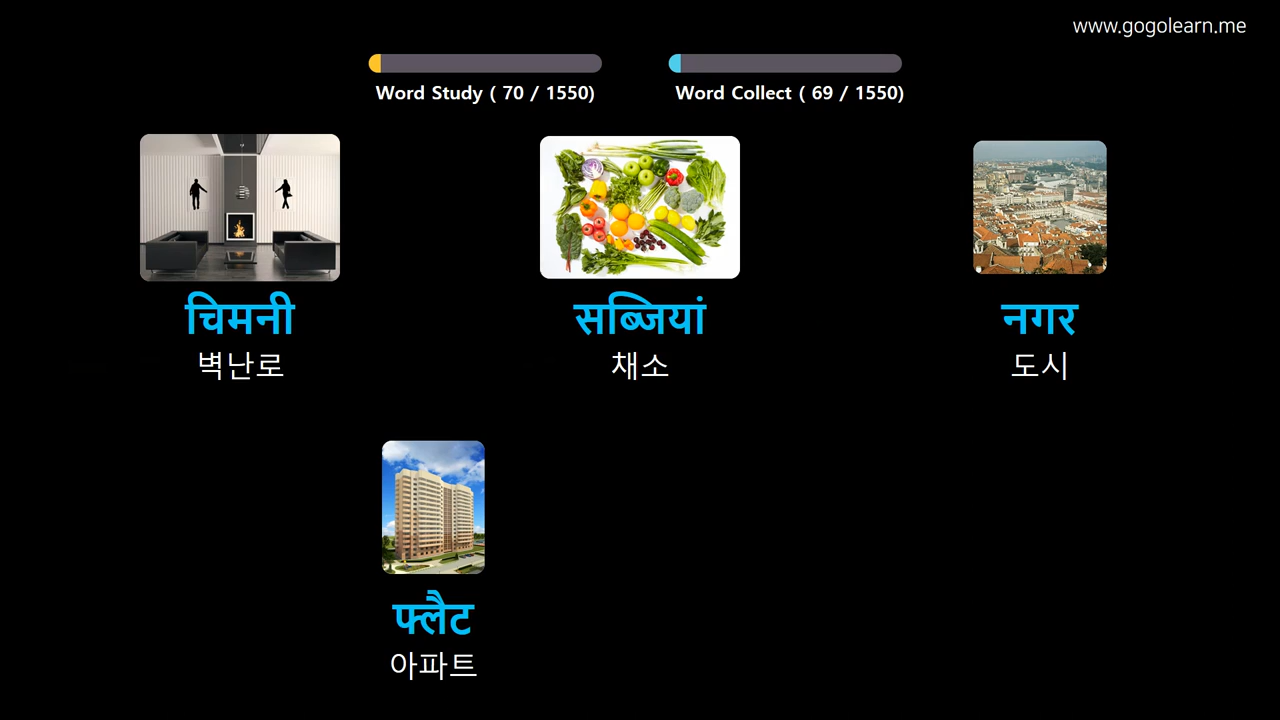 www.gogolearn.me
Word Study ( 70 / 1550)
Word Collect ( 69 / 1550)
चिमनी
벽난로
सब्जियां
채소
नगर
도시
फ्लैट
아파트